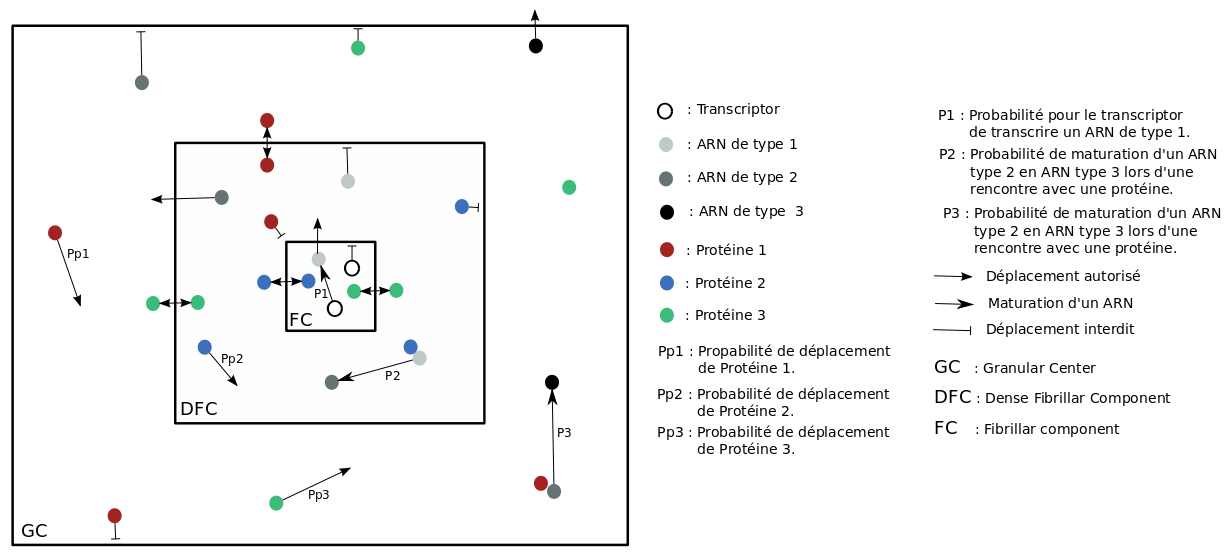 Pp1
P1
FC
Pp2
P2
DFC
P3
Pp3
GC
: Transcriptor
: ARN de type 1
: ARN de type 2
: ARN de type  3
: Protéine 1
: Protéine 2
: Protéine 3
Pp1 : Propabilité de déplacement
de Protéine 1.
Pp2 : Probabilité de déplacement
de Protéine 2.
Pp3 : Probabilité de déplacement
de Protéine 3.
P1 : Probabilité pour le transcriptor
de transcrire un ARN de type 1.
P2 : Probabilité de maturation d'un ARN
type 2 en ARN type 3 lors d'une
rencontre avec une protéine.
P3 : Probabilité de maturation d'un ARN
type 2 en ARN type 3 lors d'une
rencontre avec une protéine.
Déplacement autorisé
Maturation d'un ARN
Déplacement interdit
GC : Granular Center
DFC : Dense Fibrillar Component
FC : Fibrillar component